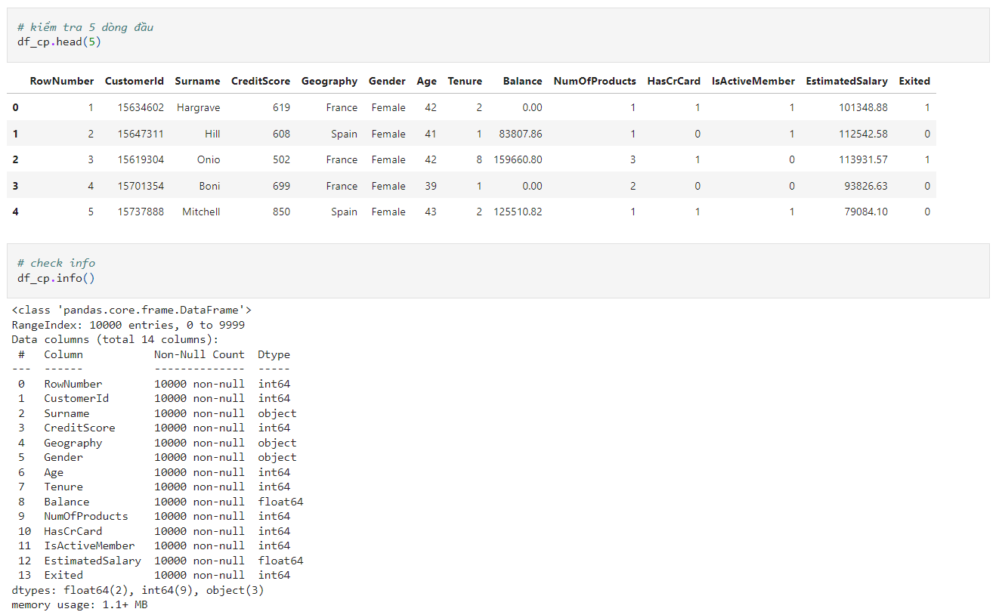 # kiểm tra 5 dòng đầu
df_cp.head(5)
RowNumber CustomerId Surname CreditScore Geography Gender Age Tenure Balance NumOfProducts HasCrCard IsActiveMember EstimatedSalary Exited
0 1 15634602 Hargrave 619 France Female 42 2 0.00 1 1 1 101348.88 1
1 2 15647311 Hill 608 Spain Female 41 1 83807.86 1 0 1 112542.58 0
2 3 15619304 Onio 502 France Female 42 8 159660.80 3 1 0 113931.57 1
3 4 15701354 Boni 699 France Female 39 1 0.00 2 0 0 93826.63 0
4 5 15737888 Mitchell 850 Spain Female 43 2 125510.82 1 1 1 79084.10 0
# check info
df_cp.info()
<class 'pandas.core.frame.DataFrame'>
RangeIndex: 10000 entries, 0 to 9999
Data columns (total 14 columns):
# Column Non-Null Count Dtype
--- ------ -------------- -----
0 RowNumber 10000 non-null int64
1 CustomerId 10000 non-null int64
2 Surname 10000 non-null object
3 CreditScore 10000 non-null int64
4 Geography 10000 non-null object
5 Gender 10000 non-null object
6 Age 10000 non-null int64
7 Tenure 10000 non-null int64
8 Balance 10000 non-null float64
9 NumOfProducts 10000 non-null int64
10 HasCrCard 10000 non-null int64
11 IsActiveMember 10000 non-null int64
12 EstimatedSalary 10000 non-null float64
13 Exited 10000 non-null int64
dtypes: float64(2), int64(9), object(3)
memory usage: 1.1+ MB